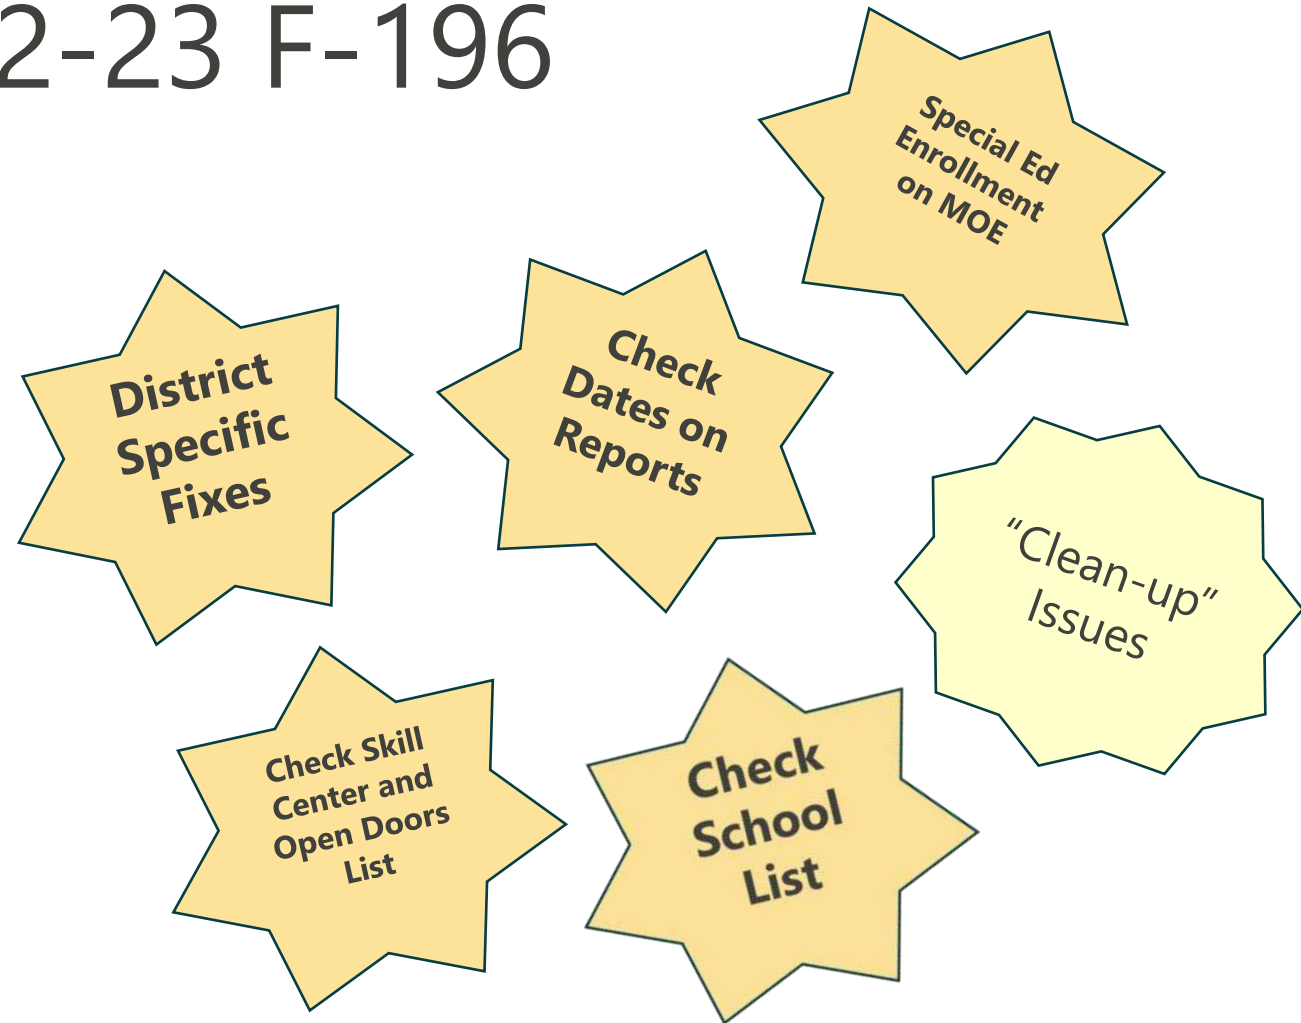 2-23 F-196
Special Ed
Enrollment
on MOE
District
Specific
Fixes
Check
Dates on
Reports
“Clean-up”
Issues
Check Skill
Center and
Open Doors
List
Check
School
List